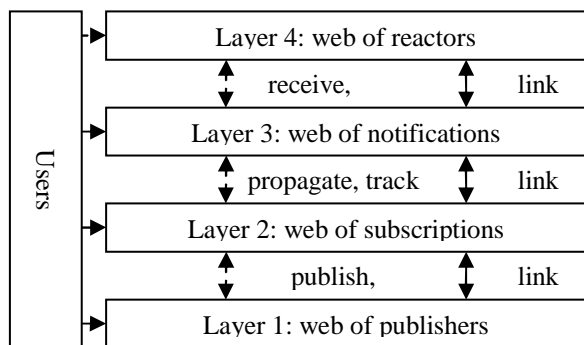 Users
Layer 4: web of reactors
receive, link
Layer 3: web of notifications
propagate, track link
Layer 2: web of subscriptions
publish, link
Layer 1: web of publishers